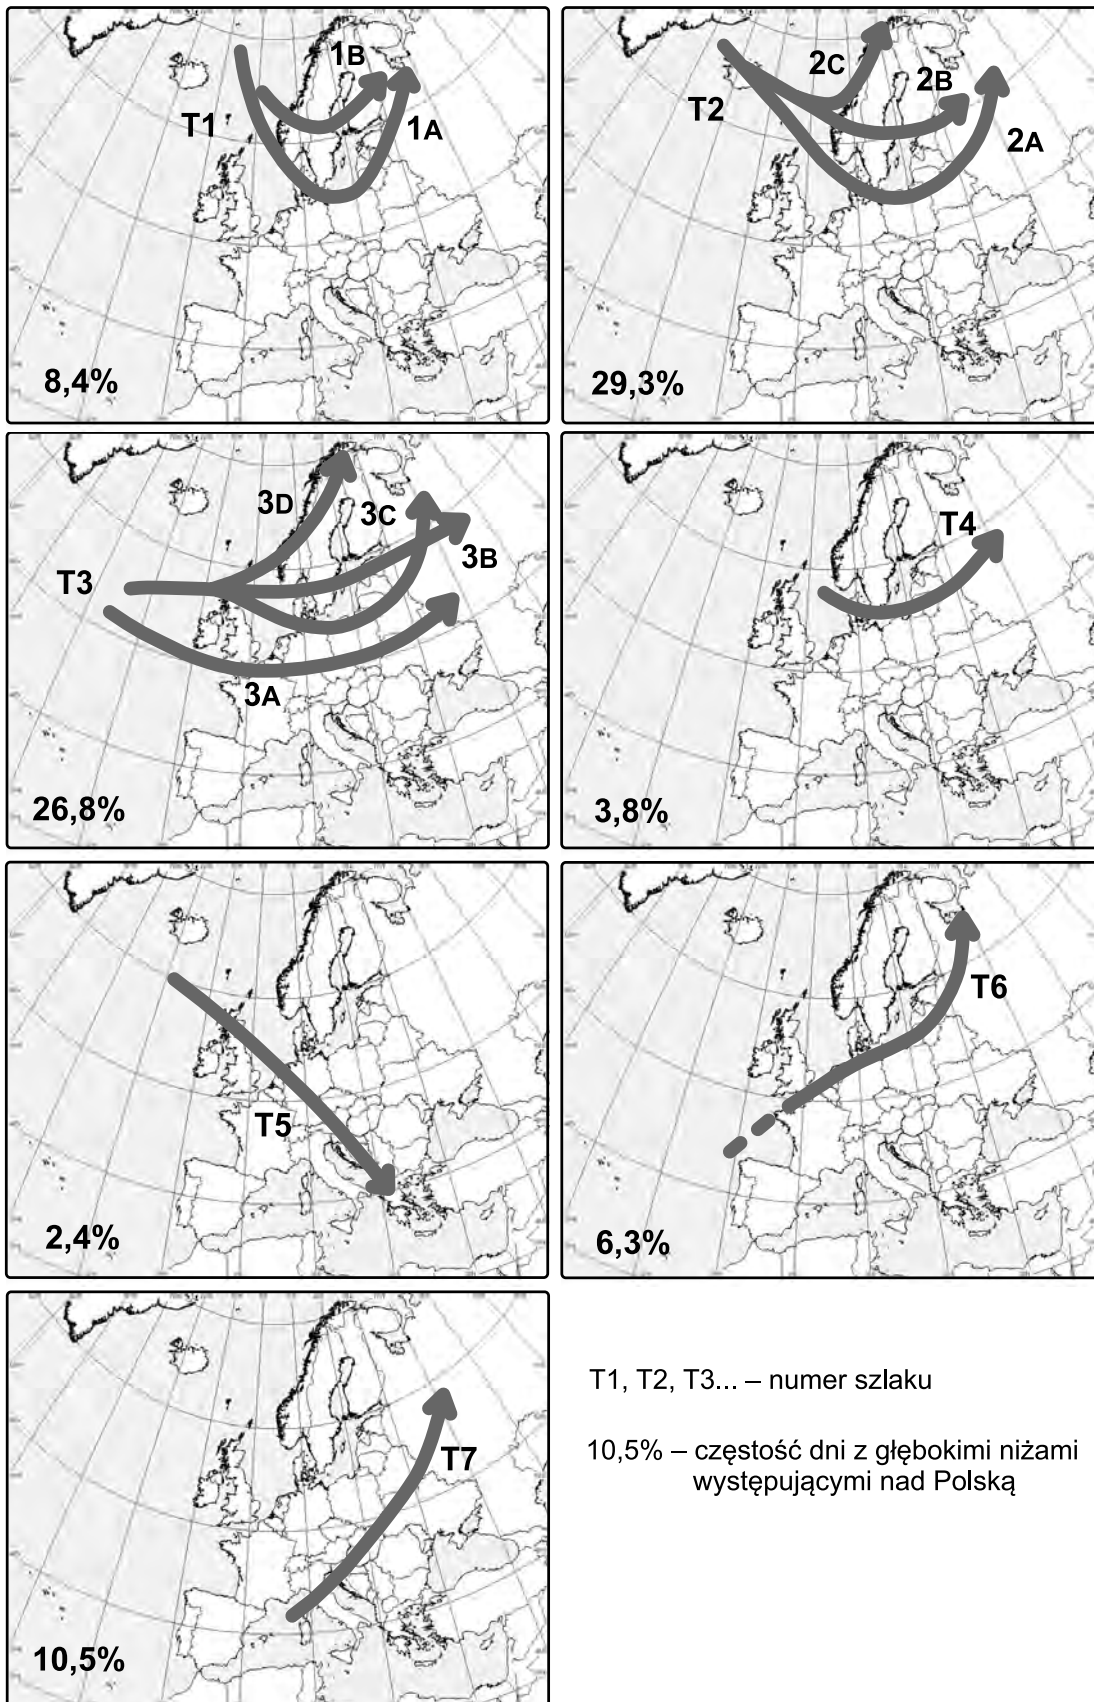 1B
T1
1A
8,4%
2C
2B
T2
2A
29,3%
3D
3C
3B
T3
3A
26,8%
T4
3,8%
T5
2,4%
T6
6,3%
T7
10,5%
T1, T2, T3... – numer szlaku
10,5% – częstość dni z głębokimi niżami
występującymi nad Polską